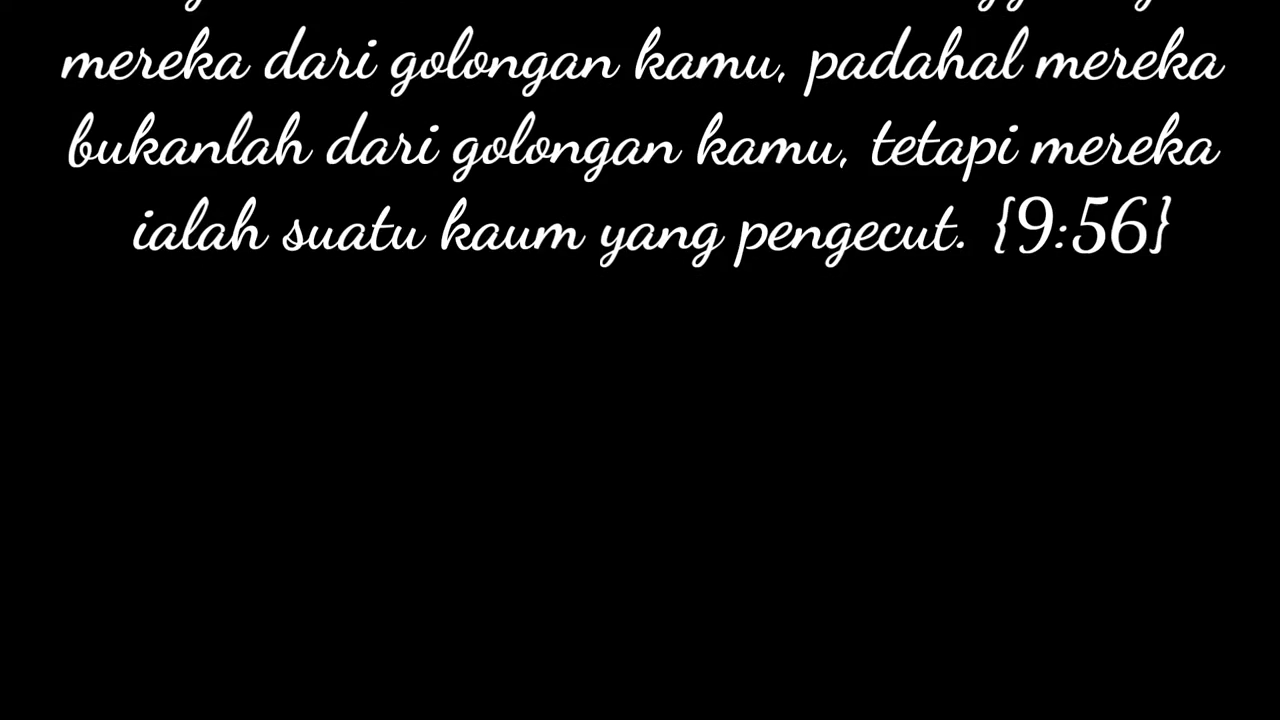 mereka dari golongan kamu, padahal mereka
bukanlah dari golongan kamu, tetapi mereka
ialah suatu kaum yang pengecut. {9:56}